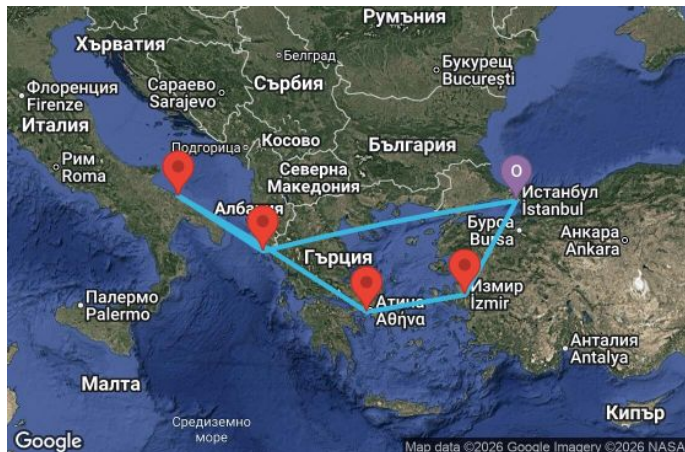 Румъния
Хърватия
Белград
Букурещ
București
Флоренция
Firenze
Сараево
Sarajevo
Сърбия
Италия
Подгорица
Косово
България
Рим
Roma
Северна
Македония
Албания
O
Истанбул
İstanbul
Бурса
Bursa
Анкара
Ankara
Гърция
Измир
İzmir
Палермо
Palermo
Атина
Αθήνα
Анталия
Antalya
Малта
Средиземно
море
Кипър
Google
Map data ©2026 Google Imagery ©2026 NASA